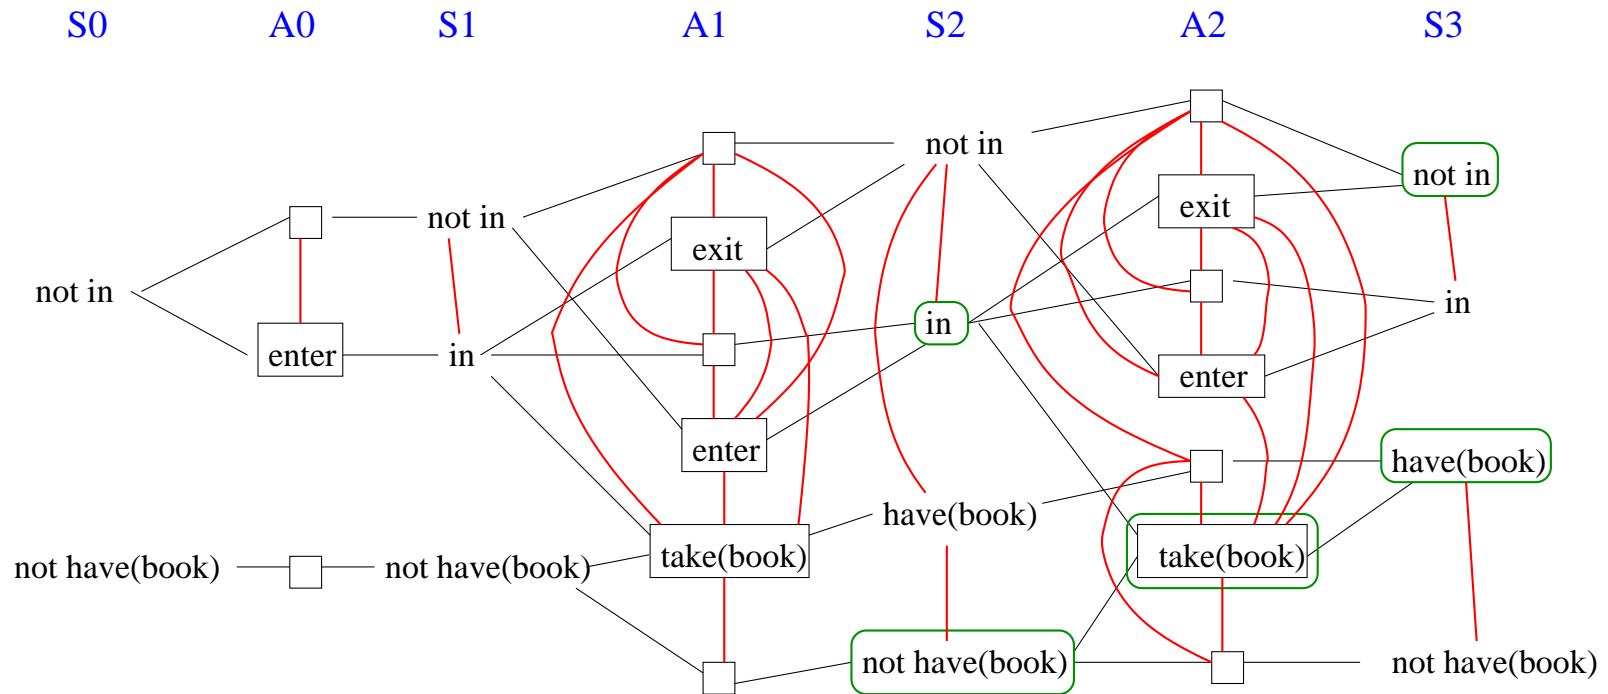 S0 A0 S1 A1 S2 A2 S3
not in
not in
not in
exit
exit
not in
not in
in
in
enter
in
enter
enter
have(book)
have(book)
not have(book)
not have(book)
take(book)
take(book)
not have(book)
not have(book)